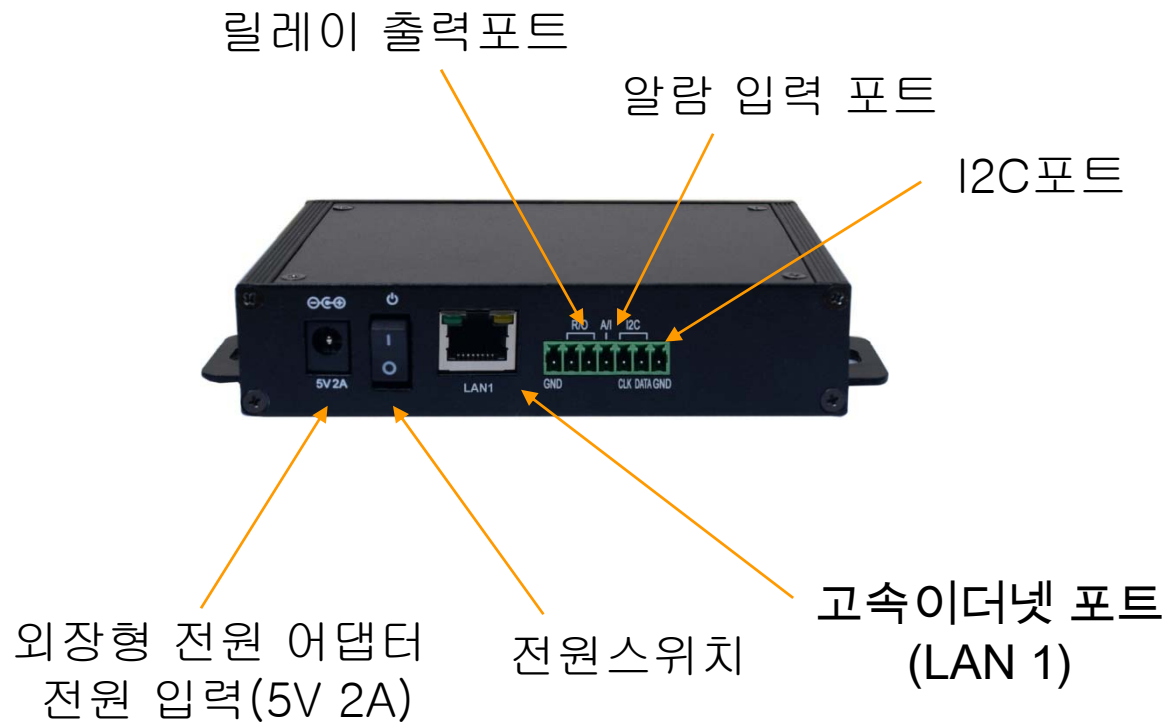 릴레이 출력포트
알람 입력 포트
I2C포트
R/O A/I I2C
5V 2A
LAN1
GND
CLK DATA GND
I
O
외장형 전원 어댑터
전원 입력(5V 2A)
전원스위치
고속이더넷 포트
(LAN 1)